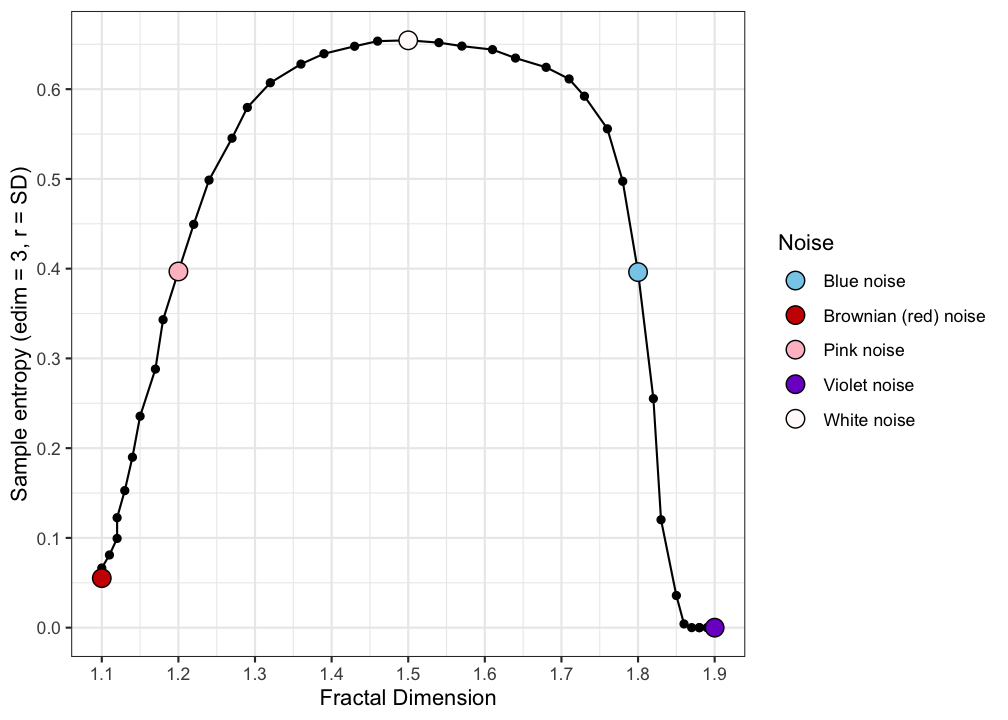 Sample entropy (edim = 3, r = SD)
0.6
0.5
0.4
0.3
0.2
0.1
0.0
1.1 1.2 1.3 1.4 1.5 1.6 1.7 1.8 1.9
Fractal Dimension
Noise
Blue noise
Brownian (red) noise
Pink noise
Violet noise
White noise